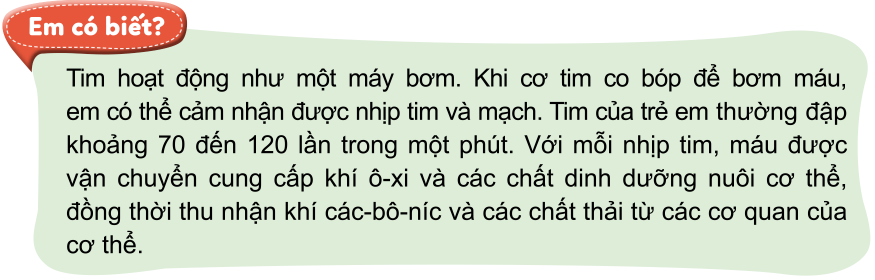 Em có biết?
Tim hoạt động như một máy bơm. Khi cơ tim co bóp để bơm máu,
em có thể cảm nhận được nhịp tim và mạch. Tim của trẻ em thường đập
khoảng 70 đến 120 lần trong một phút. Với mỗi nhịp tim, máu được
vận chuyển cung cấp khí ô-xi và các chất dinh dưỡng nuôi cơ thể,
đồng thời thu nhận khí các-bô-níc và các chất thải từ các cơ quan của
cơ thể.